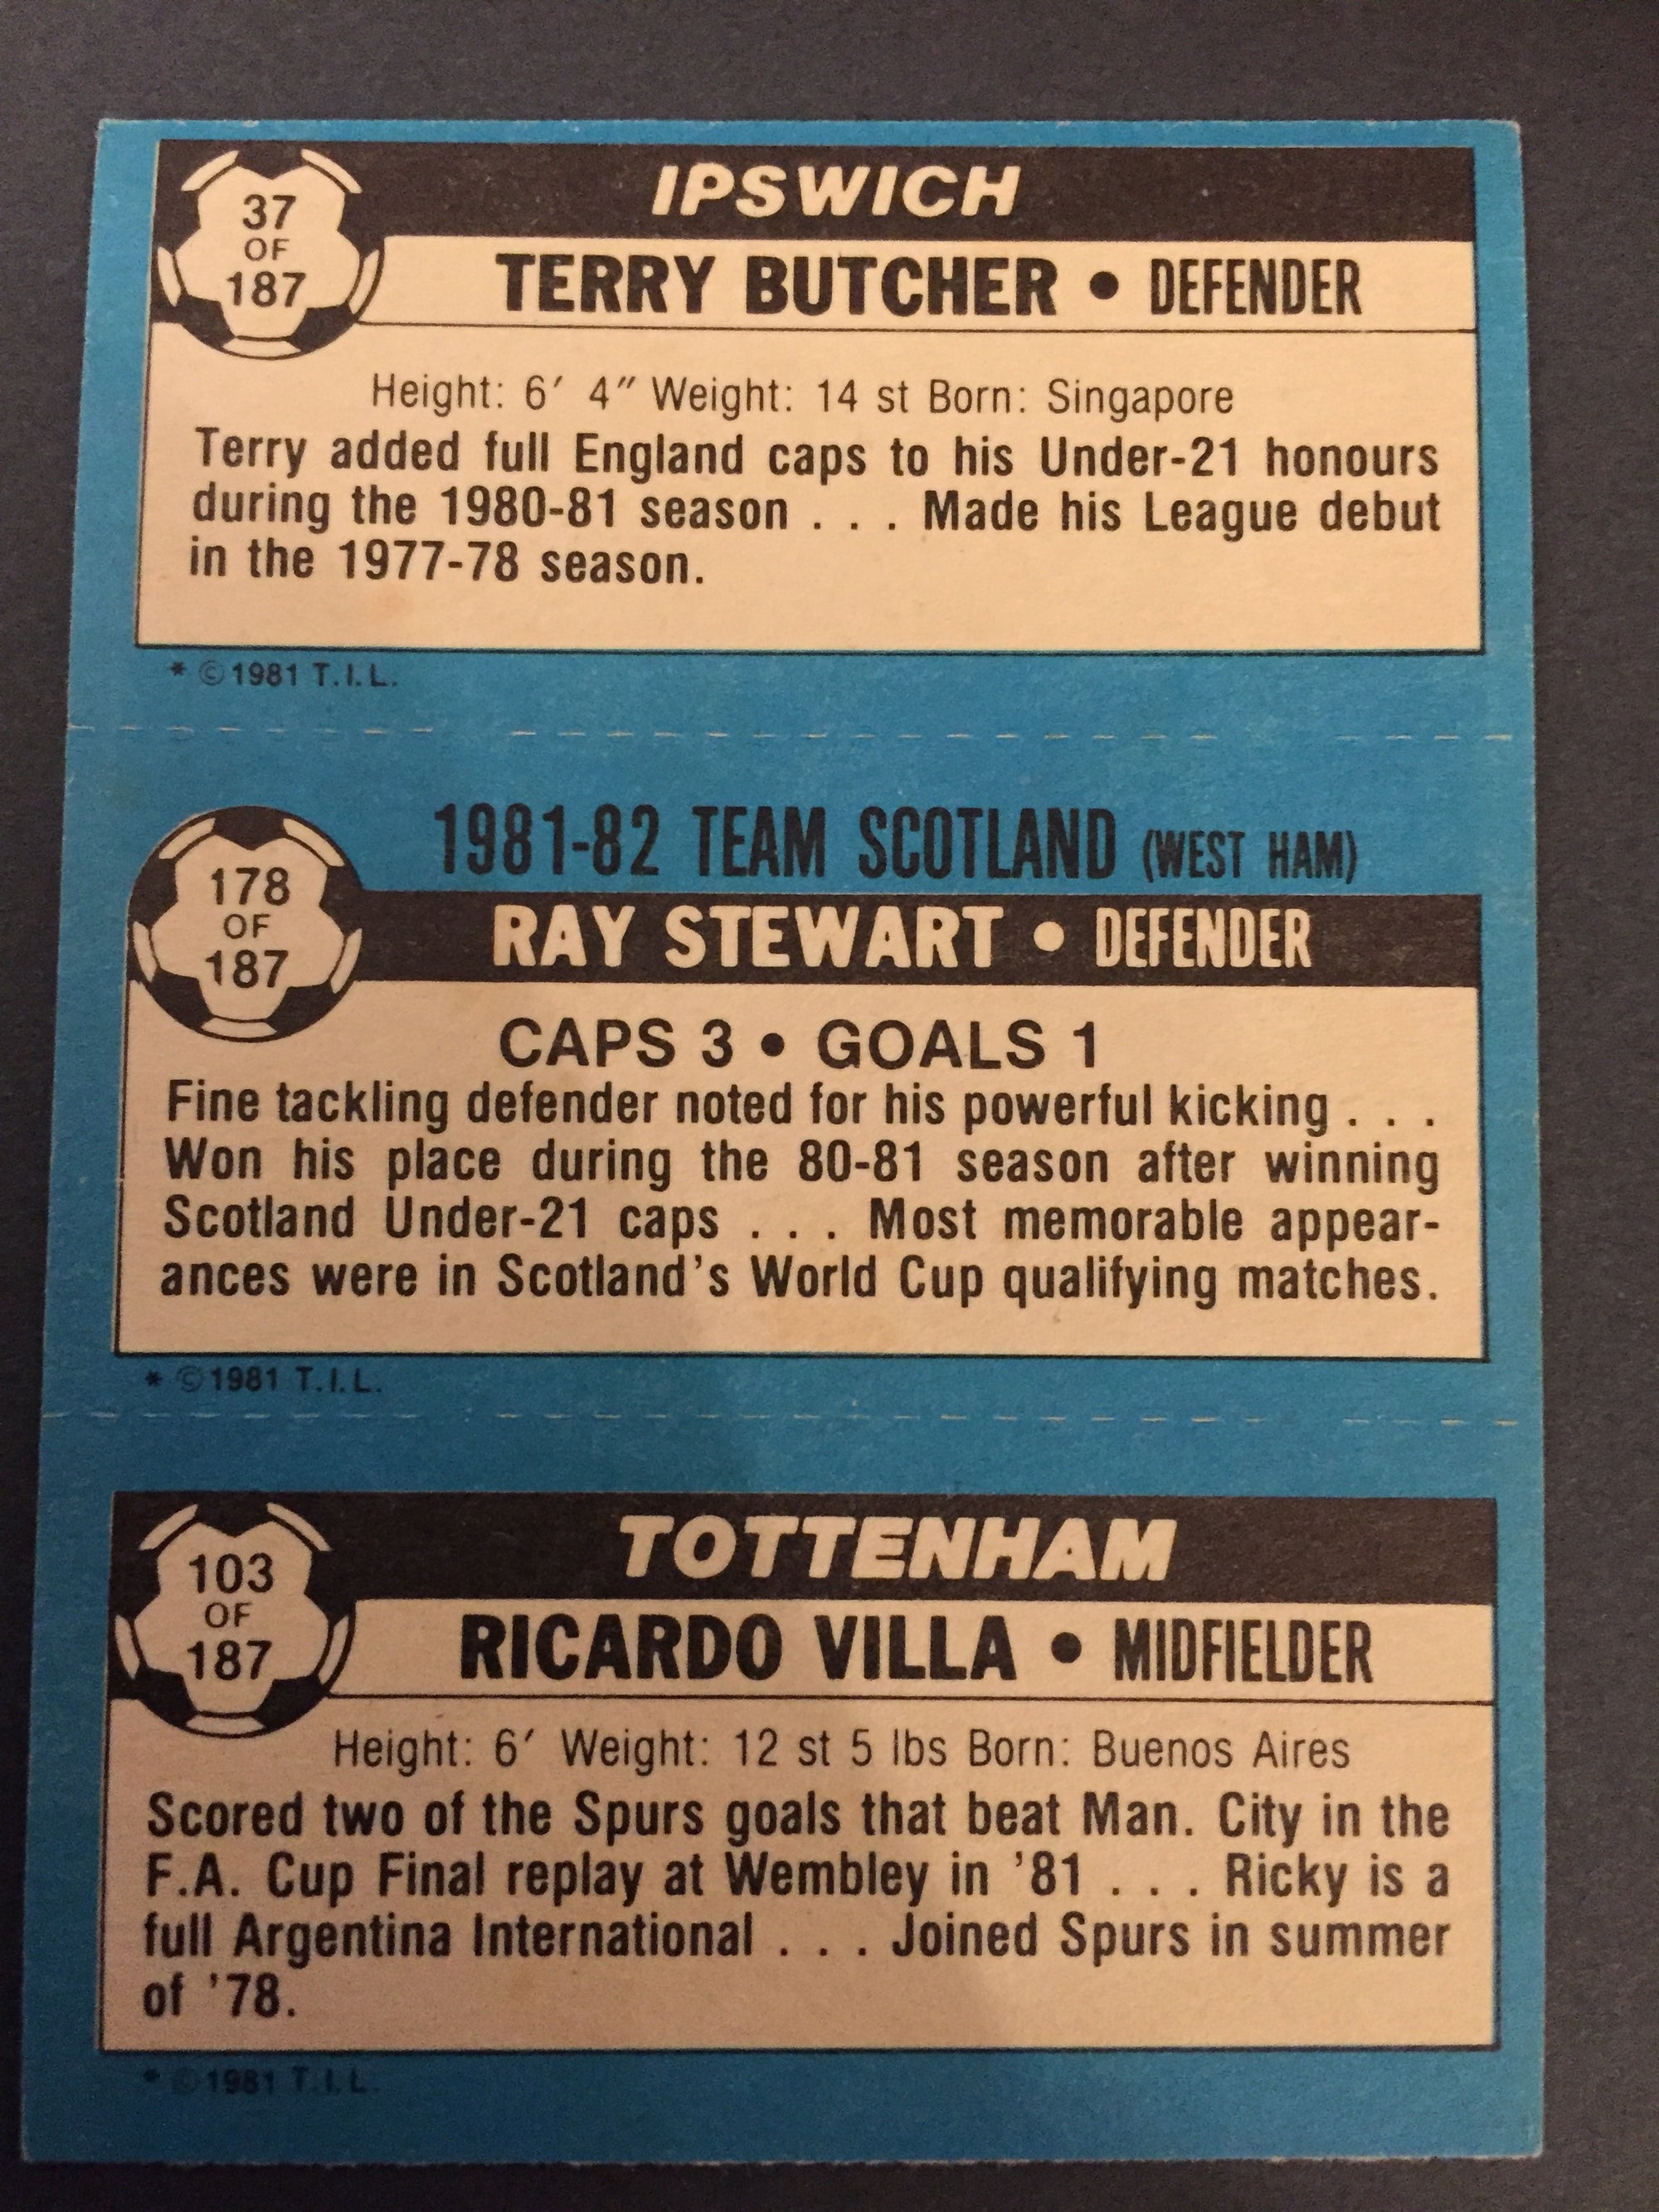 37
OF
187
IPSWICH
TERRY BUTCHER • DEFENDER
Height: 6′ 4″ Weight: 14 st Born: Singapore
Terry added full England caps to his Under-21 honours
during the 1980-81 season . . . Made his League debut
in the 1977-78 season.
* ©1981 T.I.L.
1981-82 TEAM SCOTLAND (WEST HAM)
178
OF
187
RAY STEWART • DEFENDER
CAPS 3 • GOALS 1
Fine tackling defender noted for his powerful kicking . . .
Won his place during the 80-81 season after winning
Scotland Under-21 caps . . . Most memorable appear-
ances were in Scotland's World Cup qualifying matches.
* ©1981 T.I.L.
103
OF
187
TOTTENHAM
RICARDO VILLA • MIDFIELDER
Height: 6′ Weight: 12 st 5 lbs Born: Buenos Aires
Scored two of the Spurs goals that beat Man. City in the
F.A. Cup Final replay at Wembley in '81 . . . Ricky is a
full Argentina International . . . Joined Spurs in summer
of '78.
* ©1981 T.I.L.